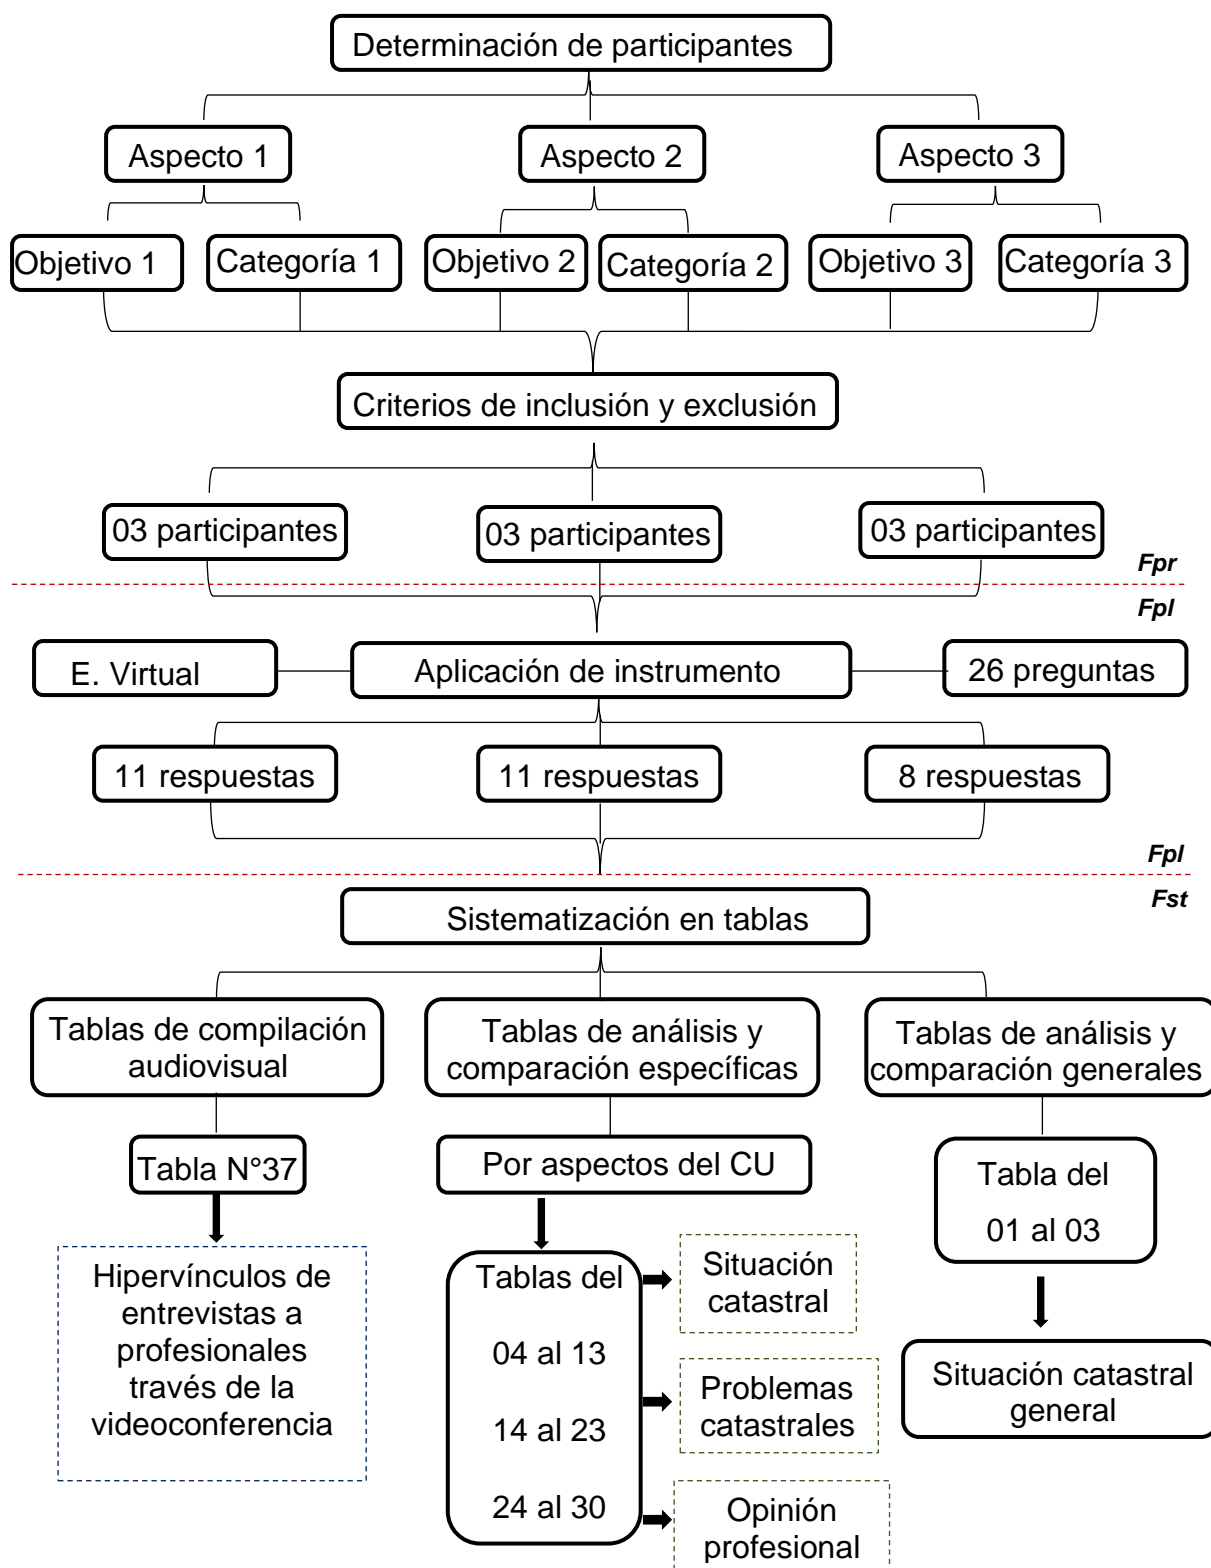 Determinación de participantes
Aspecto 1
Aspecto 2
Aspecto 3
Objetivo 1
Categoría 1
Objetivo 2
Categoría 2
Objetivo 3
Categoría 3
Criterios de inclusión y exclusión
03 participantes
03 participantes
03 participantes
Fpr
Fpl
E. Virtual
Aplicación de instrumento
26 preguntas
11 respuestas
11 respuestas
8 respuestas
Fpl
Fst
Sistematización en tablas
Tablas de compilación
audiovisual
Tablas de análisis y
comparación específicas
Tablas de análisis y
comparación generales
Tabla N°37
Por aspectos del CU
Tabla del
01 al 03
Hipervínculos de
entrevistas a
profesionales
través de la
videoconferencia
Tablas del
04 al 13
14 al 23
24 al 30
Situación
catastral
Problemas
catastrales
Opinión
profesional
Situación catastral
general